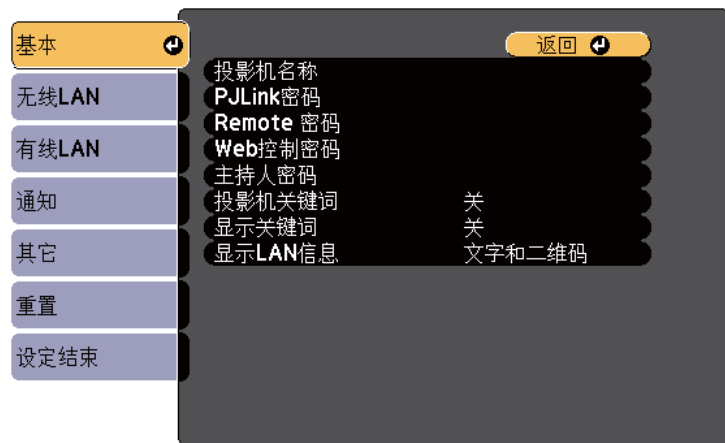 基本
无线LAN
有线LAN
通知
其它
重置
设定结束
返回
投影机名称
PJLink密码
Remote 密码
Web控制密码
主持人密码
投影机关键词 关
显示关键词 关
显示LAN信息 文字和二维码